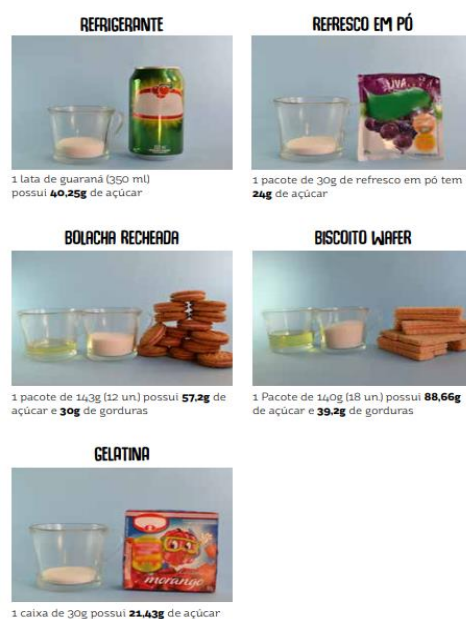 REFRIGERANTE
1 lata de guaraná (350 ml)
possui 40,25g de açúcar
REFRESCO EM PÓ
UVA
1 pacote de 30g de refresco em pó tem
24g de açúcar
BOLACHA RECHEADA
1 pacote de 143g (12 un.) possui 57,2g de
açúcar e 30g de gorduras
BISCOITO WAFER
1 Pacote de 140g (18 un.) possui 88,66g
de açúcar e 39,2g de gorduras
GELATINA
morango
1 caixa de 30g possui 21,43g de açúcar